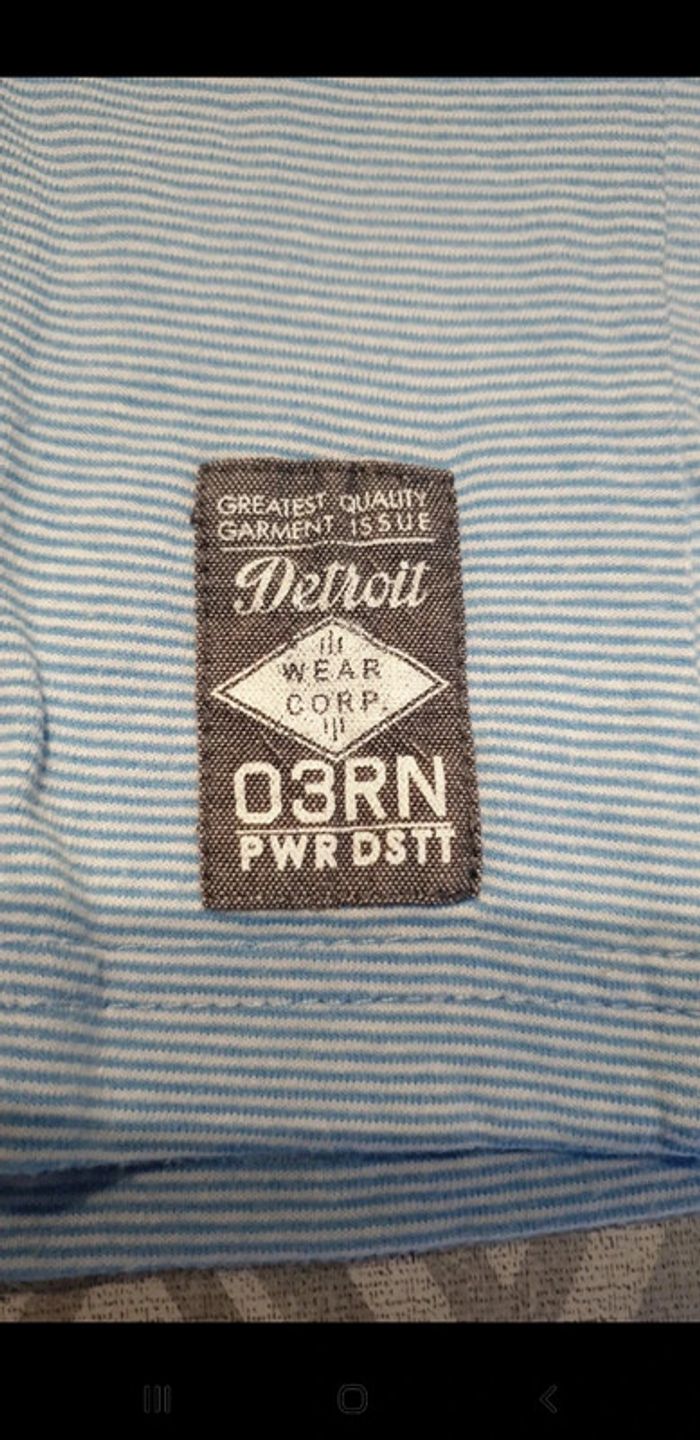 GREATEST QUALITY
GARMENT ISSUE
Detroit
WEAR
CORP.
03RN
PWR DSTT